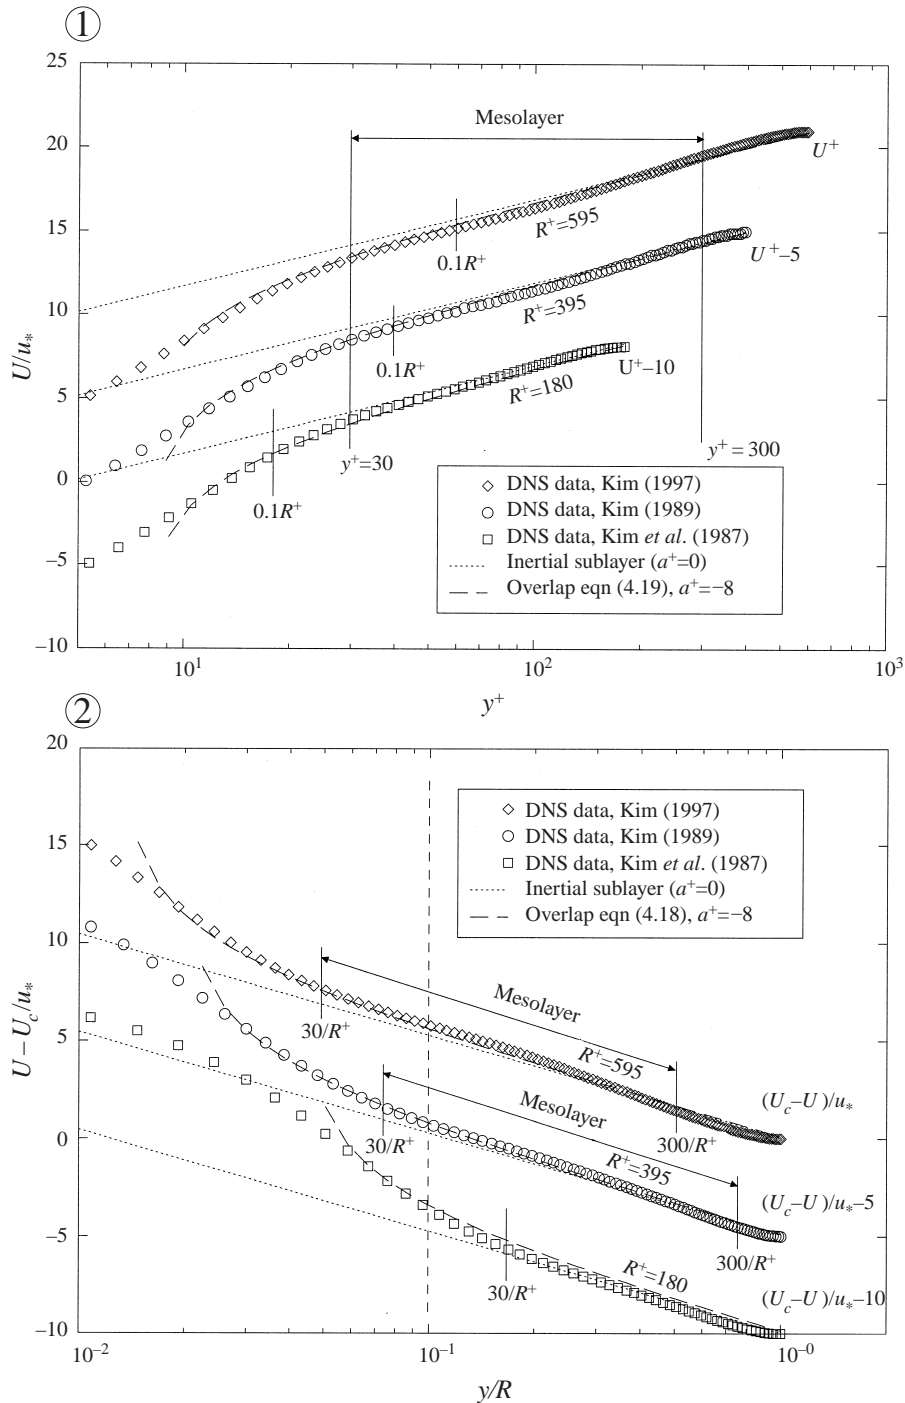 ①
25
20
15
10
5
0
–5
–10
U/u*
Mesolayer
U⁺
R⁺=595
0.1R⁺
U⁺–5
R⁺=395
0.1R⁺
U⁺–10
R⁺=180
y⁺=30
y⁺=300
0.1R⁺
DNS data, Kim (1997)
DNS data, Kim (1989)
DNS data, Kim et al. (1987)
Inertial sublayer (a⁺=0)
Overlap eqn (4.19), a⁺=–8
10¹
10²
10³
y⁺
②
20
15
10
5
0
–5
–10
U – U_c/u*
DNS data, Kim (1997)
DNS data, Kim (1989)
DNS data, Kim et al. (1987)
Inertial sublayer (a⁺=0)
Overlap eqn (4.18), a⁺=–8
Mesolayer
30/R⁺
R⁺=595
(U_c–U)/u*
Mesolayer
30/R⁺
300/R⁺
R⁺=395
(U_c–U)/u*–5
300/R⁺
R⁺=180
30/R⁺
(U_c–U)/u*–10
10⁻²
10⁻¹
10⁻⁰
y/R